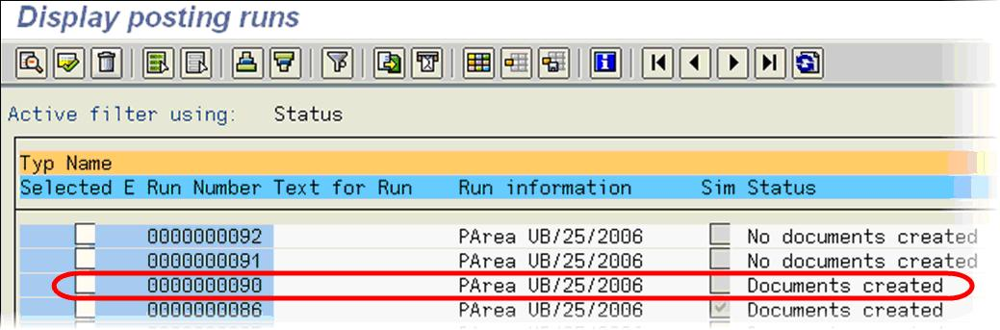 Display posting runs
Active filter using: Status
Typ Name
Selected E Run Number Text for Run Run information Sim Status
0000000092 PArea UB/25/2006 No documents created
0000000091 PArea UB/25/2006 No documents created
0000000090 PArea UB/25/2006 Documents created
0000000086 PArea UB/25/2006 Documents created